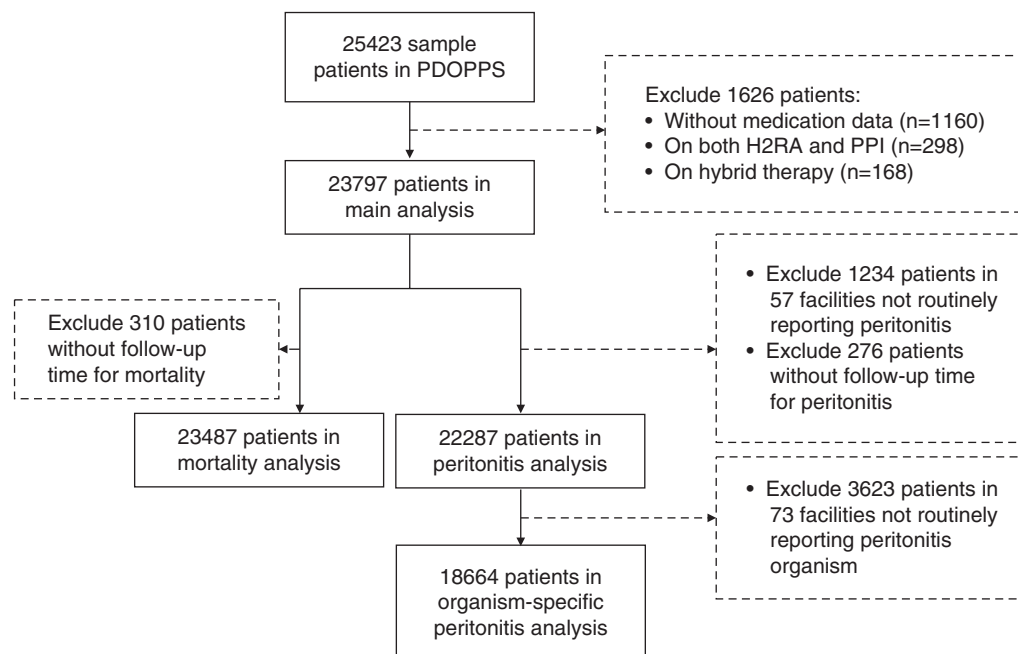 25423 sample
patients in PDOPPS
Exclude 1626 patients:
• Without medication data (n=1160)
• On both H2RA and PPI (n=298)
• On hybrid therapy (n=168)
23797 patients in
main analysis
• Exclude 1234 patients in
57 facilities not routinely
reporting peritonitis
• Exclude 276 patients
without follow-up time
for peritonitis
Exclude 310 patients
without follow-up
time for mortality
23487 patients in
mortality analysis
22287 patients in
peritonitis analysis
• Exclude 3623 patients in
73 facilities not routinely
reporting peritonitis
organism
18664 patients in
organism-specific
peritonitis analysis